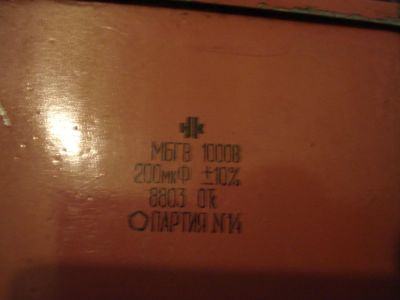 МБГВ 1000В
200мкФ ±10%
8803 ОТК
ПАРТИЯ №14